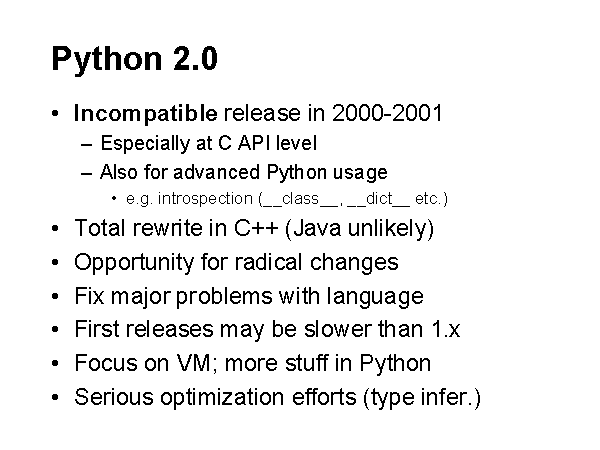 Python 2.0
• Incompatible release in 2000-2001
– Especially at C API level
– Also for advanced Python usage
• e.g. introspection (__class__, __dict__ etc.)
• Total rewrite in C++ (Java unlikely)
• Opportunity for radical changes
• Fix major problems with language
• First releases may be slower than 1.x
• Focus on VM; more stuff in Python
• Serious optimization efforts (type infer.)